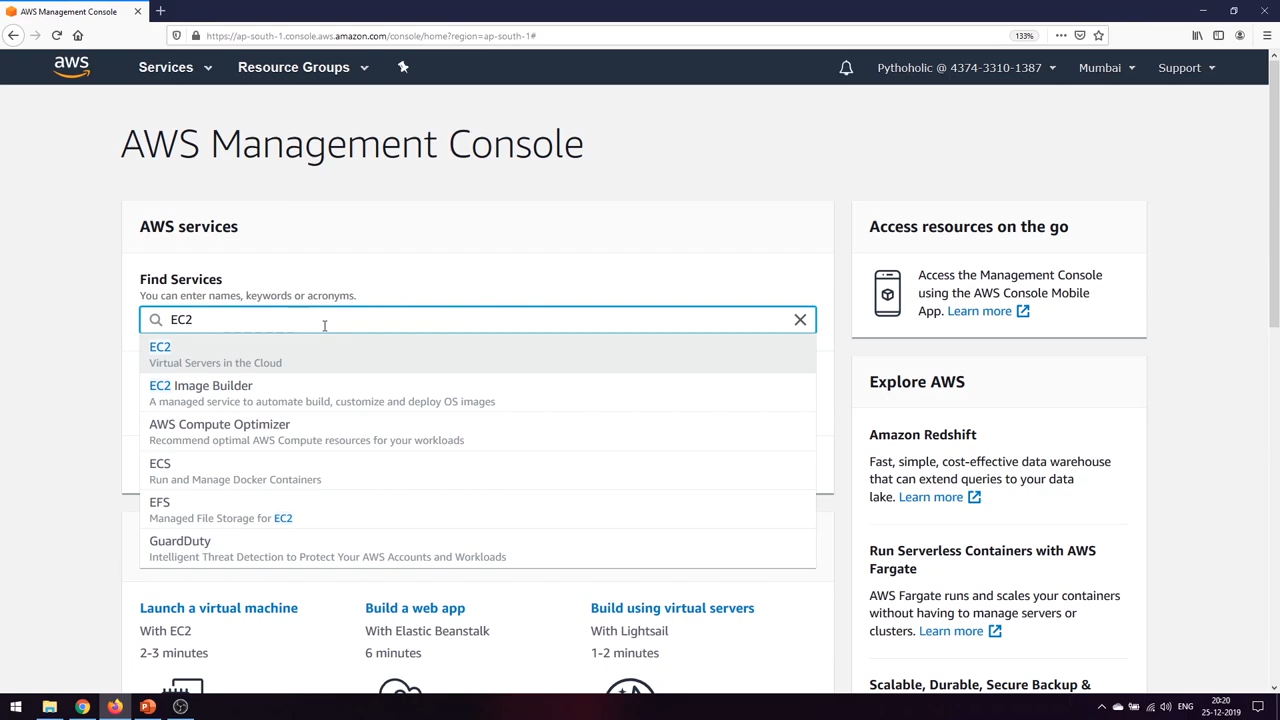 AWS Management Console
https://ap-south-1.console.aws.amazon.com/console/home?region=ap-south-1#
133%
aws
Services
Resource Groups
Pythoholic @ 4374-3310-1387
Mumbai
Support
AWS Management Console
AWS services
Find Services
You can enter names, keywords or acronyms.
EC2
EC2
Virtual Servers in the Cloud
EC2 Image Builder
A managed service to automate build, customize and deploy OS images
AWS Compute Optimizer
Recommend optimal AWS Compute resources for your workloads
ECS
Run and Manage Docker Containers
EFS
Managed File Storage for EC2
GuardDuty
Intelligent Threat Detection to Protect Your AWS Accounts and Workloads
Launch a virtual machine
With EC2
2-3 minutes
Build a web app
With Elastic Beanstalk
6 minutes
Build using virtual servers
With Lightsail
1-2 minutes
Access resources on the go
Access the Management Console
using the AWS Console Mobile
App. Learn more
Explore AWS
Amazon Redshift
Fast, simple, cost-effective data warehouse
that can extend queries to your data
lake. Learn more
Run Serverless Containers with AWS
Fargate
AWS Fargate runs and scales your containers
without having to manage servers or
clusters. Learn more
Scalable, Durable, Secure Backup &
ENG
20:20
25-12-2019